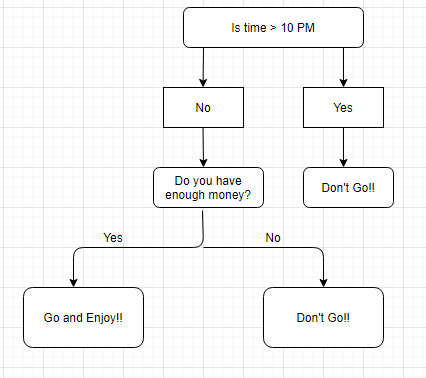 Is time > 10 PM
No
Yes
Do you have
enough money?
Don't Go!!
Yes
No
Go and Enjoy!!
Don't Go!!